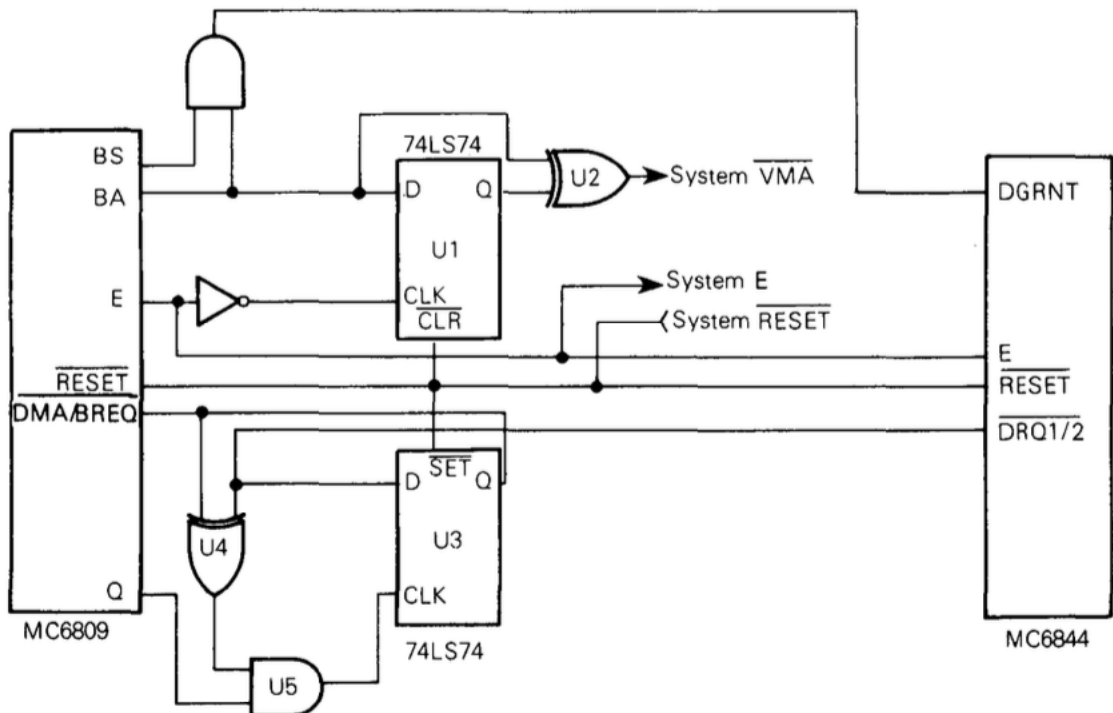 BS
BA
E
RESET
DMA/BREQ
Q
MC6809
74LS74
D
Q
U1
CLK
CLR
U2
System VMA
System E
System RESET
SET
D
Q
U3
CLK
74LS74
U4
U5
DGRNT
E
RESET
DRQ1/2
MC6844